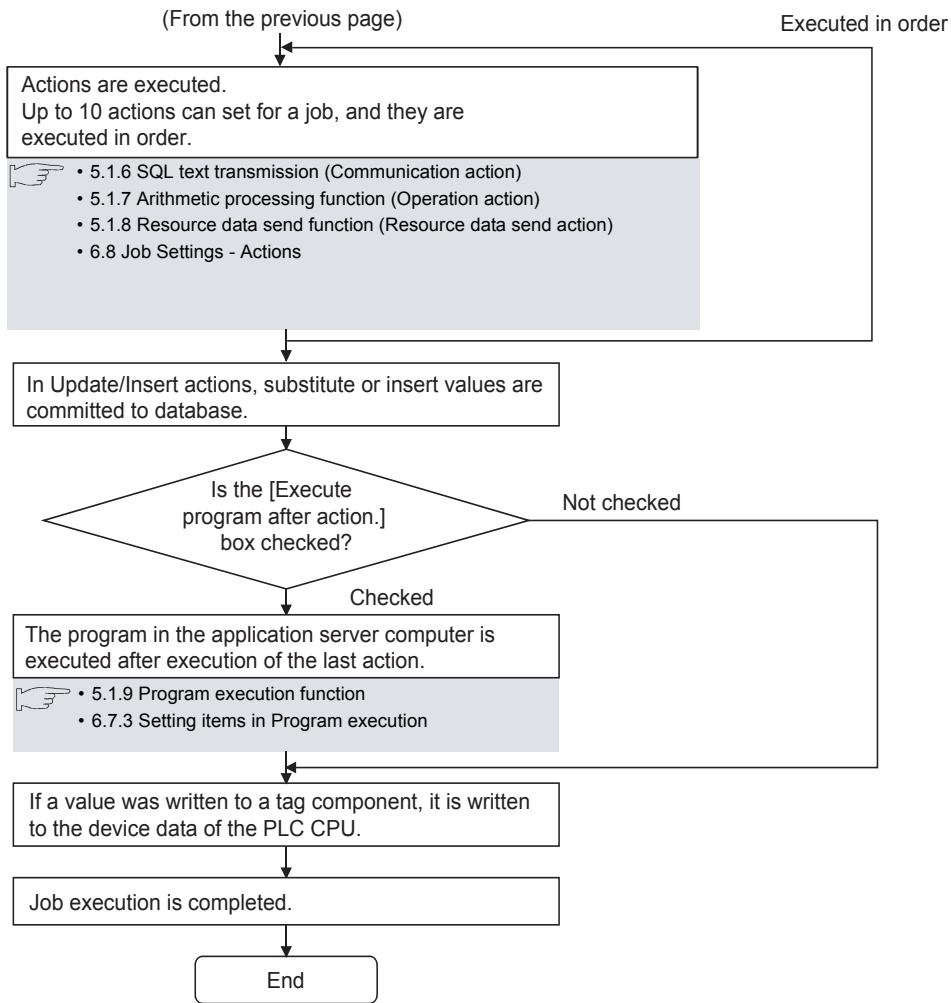 (From the previous page)
Executed in order
Actions are executed.
Up to 10 actions can set for a job, and they are
executed in order.
• 5.1.6 SQL text transmission (Communication action)
• 5.1.7 Arithmetic processing function (Operation action)
• 5.1.8 Resource data send function (Resource data send action)
• 6.8 Job Settings - Actions
In Update/Insert actions, substitute or insert values are
committed to database.
Is the [Execute
program after action.]
box checked?
Not checked
Checked
The program in the application server computer is
executed after execution of the last action.
• 5.1.9 Program execution function
• 6.7.3 Setting items in Program execution
If a value was written to a tag component, it is written
to the device data of the PLC CPU.
Job execution is completed.
End